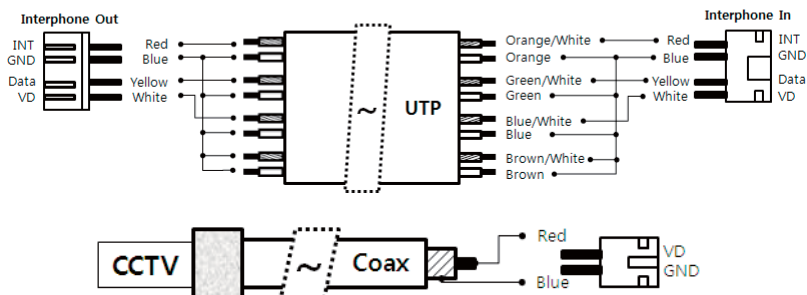 Interphone Out
Interphone In
INT Red Orange/White Red INT
GND Blue Orange Blue GND
Data Yellow Green/White Yellow Data
VD White Green White VD
~ UTP
Blue/White
Blue
Brown/White
Brown
Red
CCTV ~ Coax VD
GND
Blue